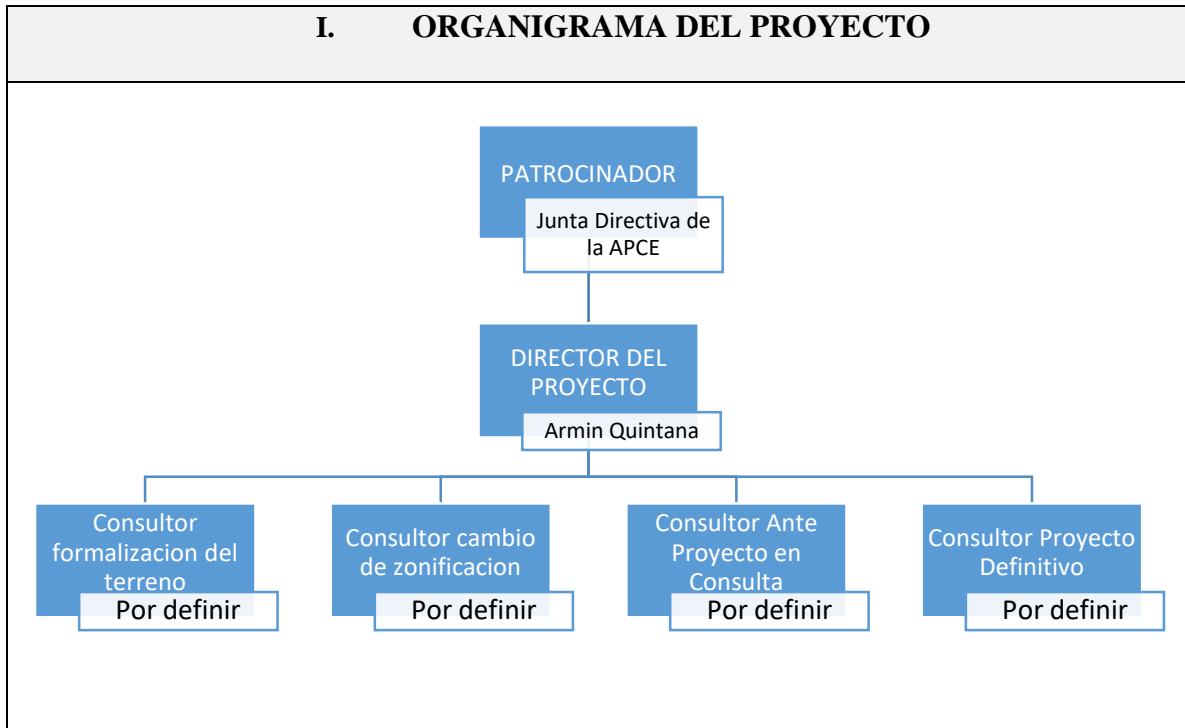 I. ORGANIGRAMA DEL PROYECTO
PATROCINADOR
Junta Directiva de
la APCE
DIRECTOR DEL
PROYECTO
Armin Quintana
Consultor
formalizacion del
terreno
Por definir
Consultor cambio
de zonificacion
Por definir
Consultor Ante
Proyecto en
Consulta
Por definir
Consultor Proyecto
Definitivo
Por definir